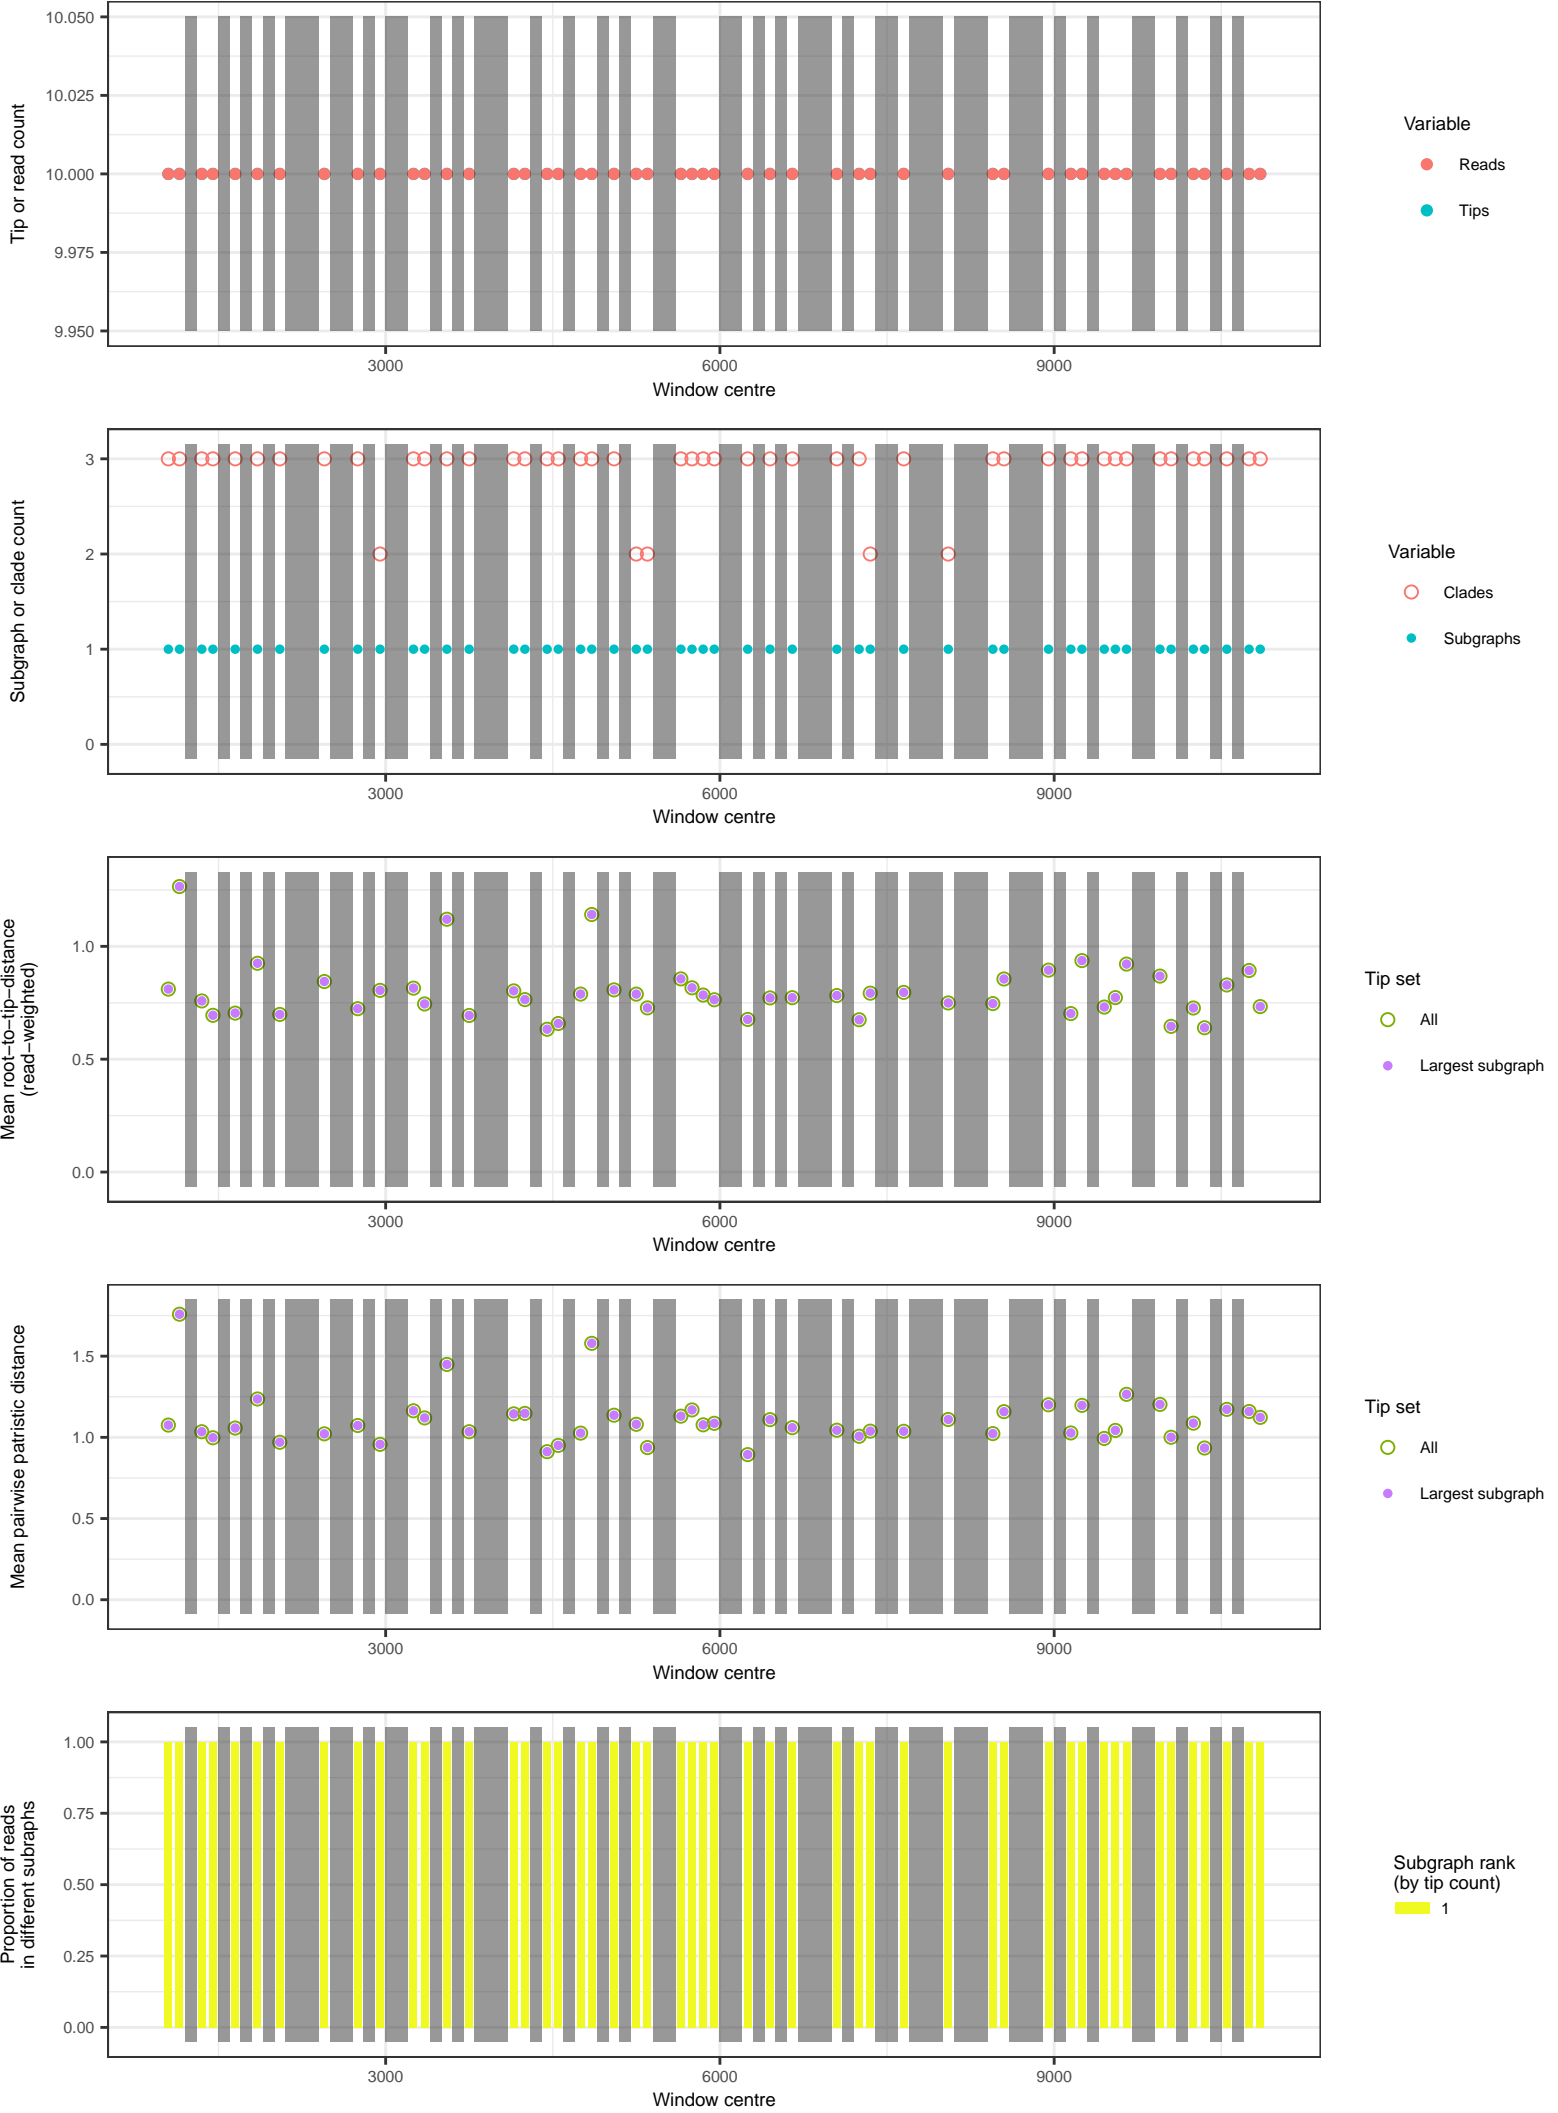 10.050
10.025
10.000
9.975
9.950
Tip or read count
3000 6000 9000
Window centre
Variable
Reads
Tips
3
2
1
0
Subgraph or clade count
3000 6000 9000
Window centre
Variable
Clades
Subgraphs
1.0
0.5
0.0
Mean root−to−tip−distance
(read−weighted)
3000 6000 9000
Window centre
Tip set
All
Largest subgraph
1.5
1.0
0.5
0.0
Mean pairwise patristic distance
3000 6000 9000
Window centre
Tip set
All
Largest subgraph
1.00
0.75
0.50
0.25
0.00
Proportion of reads
in different subraphs
3000 6000 9000
Window centre
Subgraph rank
(by tip count)
1